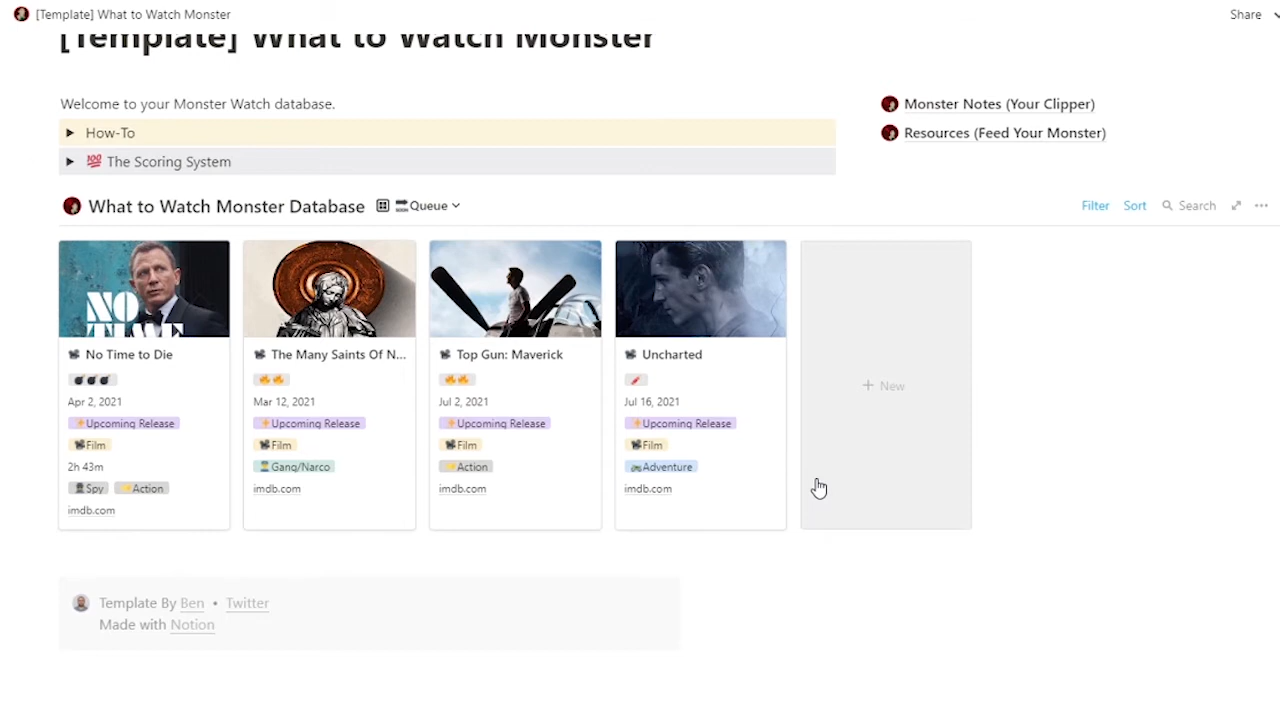 [Template] What to Watch Monster
Share
[Template] What to Watch Monster
Welcome to your Monster Watch database.
How-To
💯 The Scoring System
Monster Notes (Your Clipper)
Resources (Feed Your Monster)
What to Watch Monster Database
Queue
Filter Sort Search
NO
TIME
No Time to Die
Apr 2, 2021
Upcoming Release
Film
2h 43m
Spy Action
imdb.com
The Many Saints Of N...
Mar 12, 2021
Upcoming Release
Film
Gang/Narco
imdb.com
Top Gun: Maverick
Jul 2, 2021
Upcoming Release
Film
Action
imdb.com
Uncharted
Jul 16, 2021
Upcoming Release
Film
Adventure
imdb.com
+ New
Template By Ben • Twitter
Made with Notion